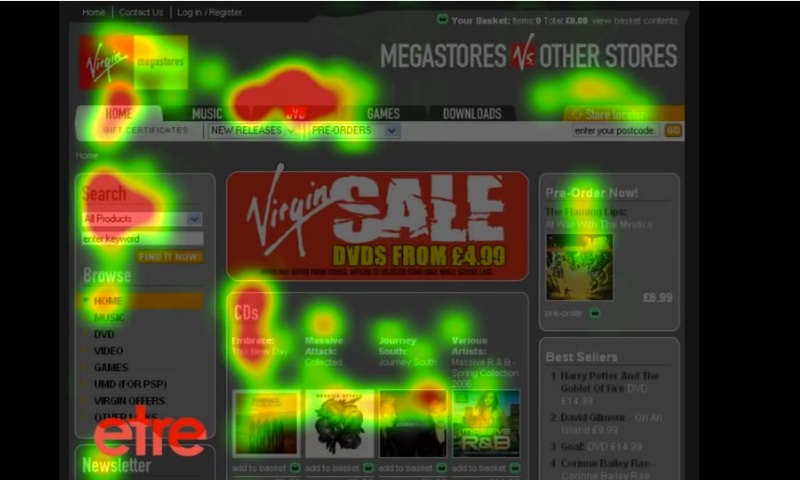 Home | Contact Us | Log in / Register
Your Basket: Items 0 Total £0.00 view basket contents
Virgin megastores
MEGASTORES Vs OTHER STORES
HOME MUSIC DVD GAMES DOWNLOADS Store locator
GIFT CERTIFICATES NEW RELEASES PRE-ORDERS enter your postcode GO
Home
Search
All Products
enter keyword
FIND IT NOW!
Browse
HOME
MUSIC
DVD
VIDEO
GAMES
UMD (FOR PSP)
VIRGIN OFFERS
etre
Newsletter
Virgin SALE
DVDS FROM £4.99
CDs
Embrace:
This New Day
Massive
Attack:
Collected
Journey
South:
Journey South
Various
Artists:
Massive R & B -
Spring Collection
2006
MASSIVE
R&B
add to basket add to basket add to basket add to basket
Pre-Order Now!
The Flaming Lips:
At War With The Mystics
£8.99
pre-order
Best Sellers
1 Harry Potter And The
Goblet Of Fire DVD
£14.99
2 David Gilmour - On An
Island £9.99
3 Goal! DVD £14.99
4 Corinne Bailey Rae -